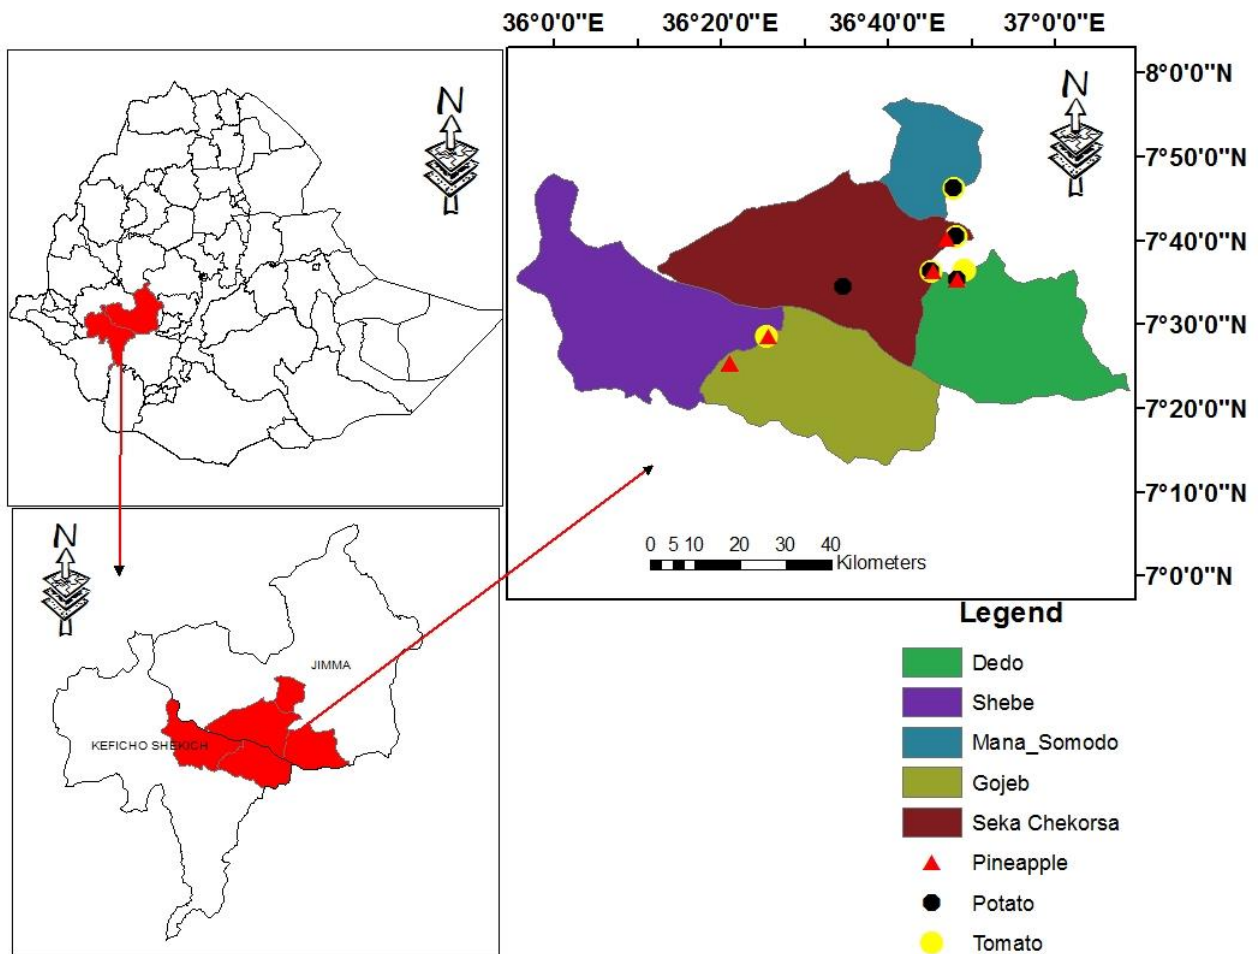 36°0'0"E 36°20'0"E 36°40'0"E 37°0'0"E
N
N
8°0'0"N
7°50'0"N
7°40'0"N
7°30'0"N
7°20'0"N
7°10'0"N
7°0'0"N
0 5 10 20 30 40
Kilometers
N
JIMMA
KEFICHO SHEKICH
Legend
Dedo
Shebe
Mana_Somodo
Gojeb
Seka Chekorsa
Pineapple
Potato
Tomato